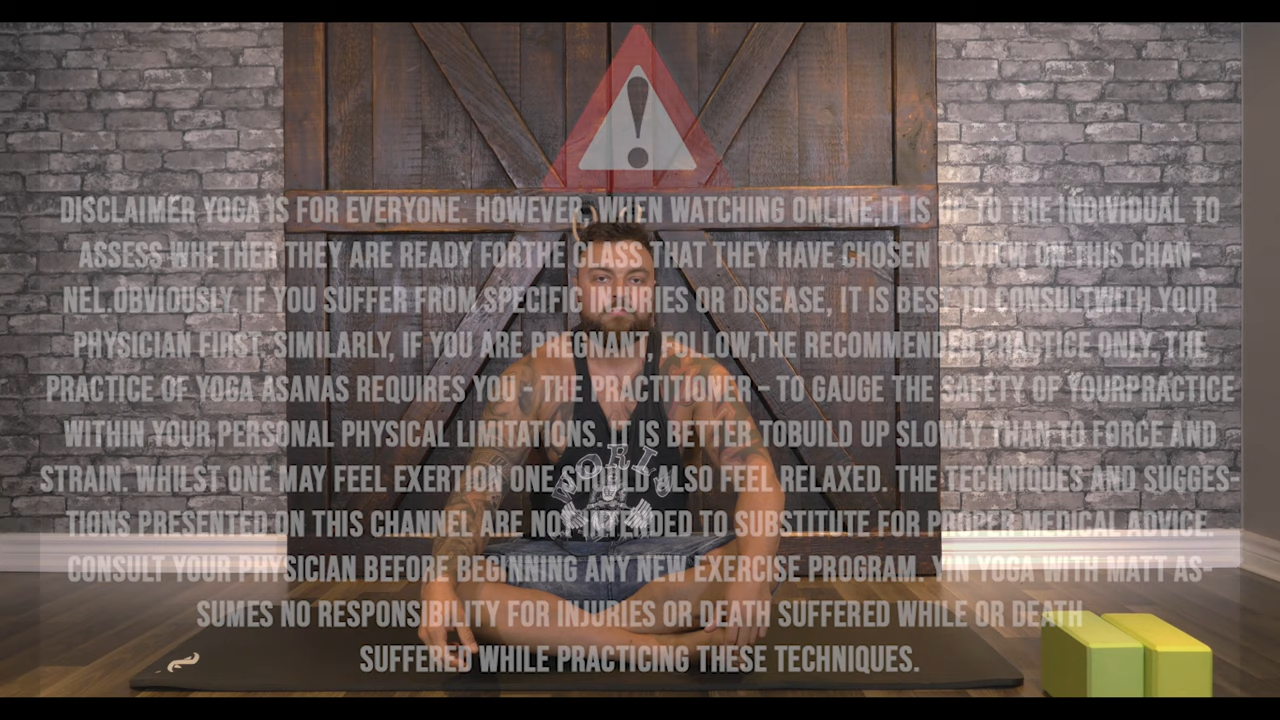 DISCLAIMER YOGA IS FOR EVERYONE. HOWEVER, WHEN WATCHING ONLINE,IT IS UP TO THE INDIVIDUAL TO
ASSESS WHETHER THEY ARE READY FORTHE CLASS THAT THEY HAVE CHOSEN TO VIEW ON THIS CHAN-
NEL.OBVIOUSLY, IF YOU SUFFER FROM SPECIFIC INJURIES OR DISEASE, IT IS BEST TO CONSULTWITH YOUR
PHYSICIAN FIRST. SIMILARLY, IF YOU ARE PREGNANT, FOLLOW,THE RECOMMENDED PRACTICE ONLY. THE
PRACTICE OF YOGA ASANAS REQUIRES YOU - THE PRACTITIONER – TO GAUGE THE SAFETY OF YOURPRACTICE
WITHIN YOUR PERSONAL PHYSICAL LIMITATIONS. IT IS BETTER TOBUILD UP SLOWLY THAN TO FORCE AND
STRAIN. WHILST ONE MAY FEEL EXERTION ONE SHOULD ALSO FEEL RELAXED. THE TECHNIQUES AND SUGGES-
TIONS PRESENTED ON THIS CHANNEL ARE NOT INTENDED TO SUBSTITUTE FOR PROPER MEDICAL ADVICE.
CONSULT YOUR PHYSICIAN BEFORE BEGINNING ANY NEW EXERCISE PROGRAM. YIN YOGA WITH MATT AS-
SUMES NO RESPONSIBILITY FOR INJURIES OR DEATH SUFFERED WHILE OR DEATH
SUFFERED WHILE PRACTICING THESE TECHNIQUES.